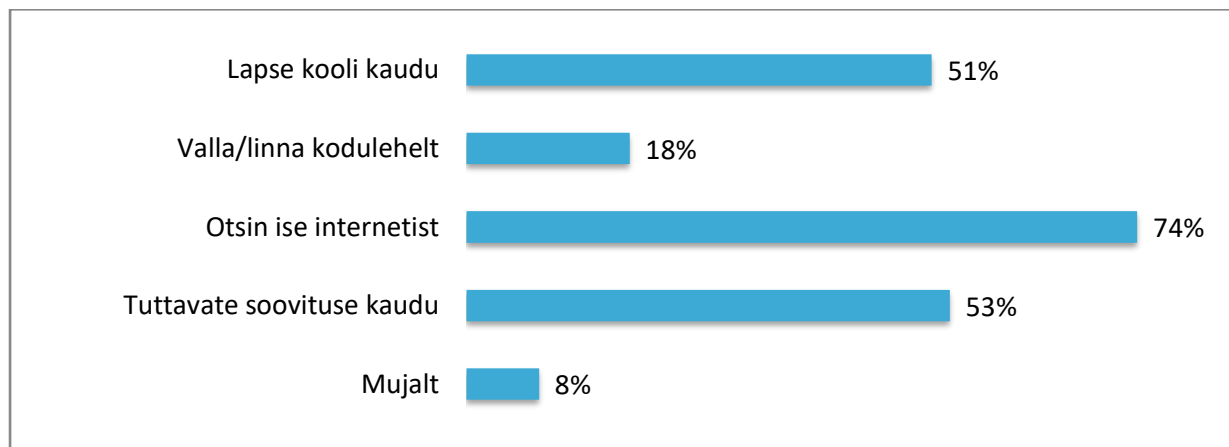 Lapse kooli kaudu 51%
Valla/linna kodulehelt 18%
Otsin ise internetist 74%
Tuttavate soovituse kaudu 53%
Mujalt 8%